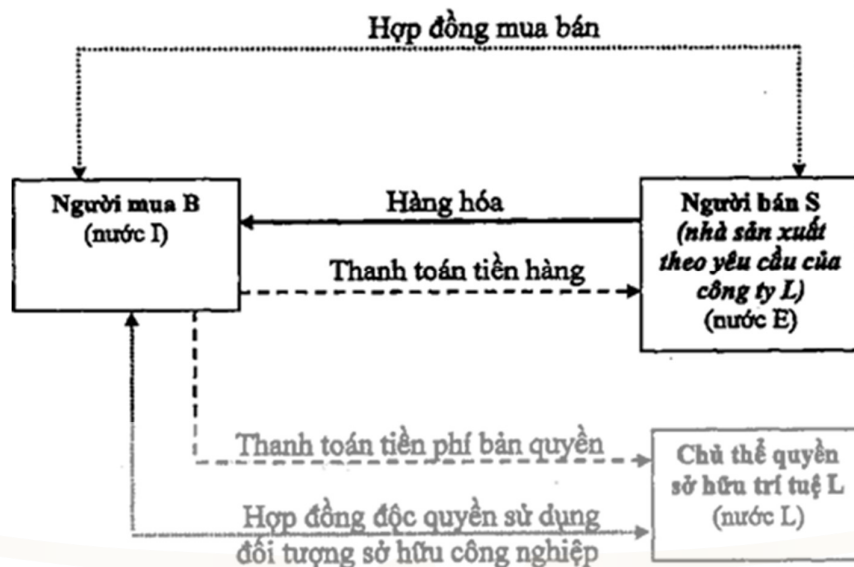 Hợp đồng mua bán
Người mua B
(nước I)
Hàng hóa
Thanh toán tiền hàng
Người bán S
(nhà sản xuất
theo yêu cầu của
công ty L)
(nước E)
Thanh toán tiền phí bản quyền
Hợp đồng độc quyền sử dụng
đối tượng sở hữu công nghiệp
Chủ thể quyền
sở hữu trí tuệ L
(nước L)